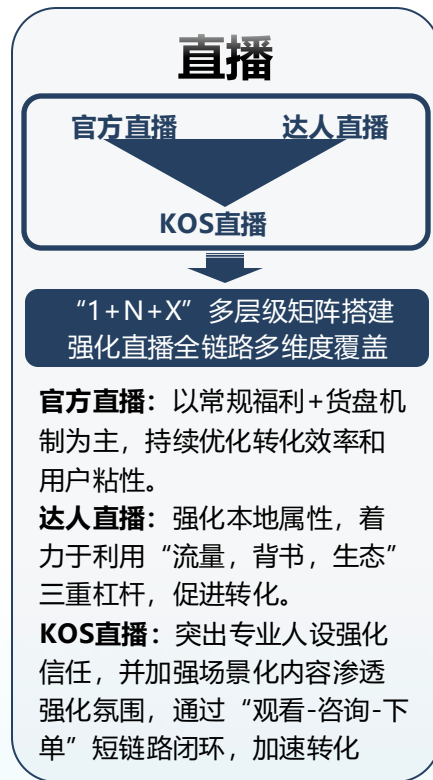 直播
官方直播 达人直播
KOS直播
“1+N+X”多层级矩阵搭建
强化直播全链路多维度覆盖
官方直播：以常规福利+货盘机
制为主，持续优化转化效率和
用户粘性。
达人直播：强化本地属性，着
力于利用“流量，背书，生态”
三重杠杆，促进转化。
KOS直播：突出专业人设强化
信任，并加强场景化内容渗透
强化氛围，通过“观看-咨询-下
单”短链路闭环，加速转化